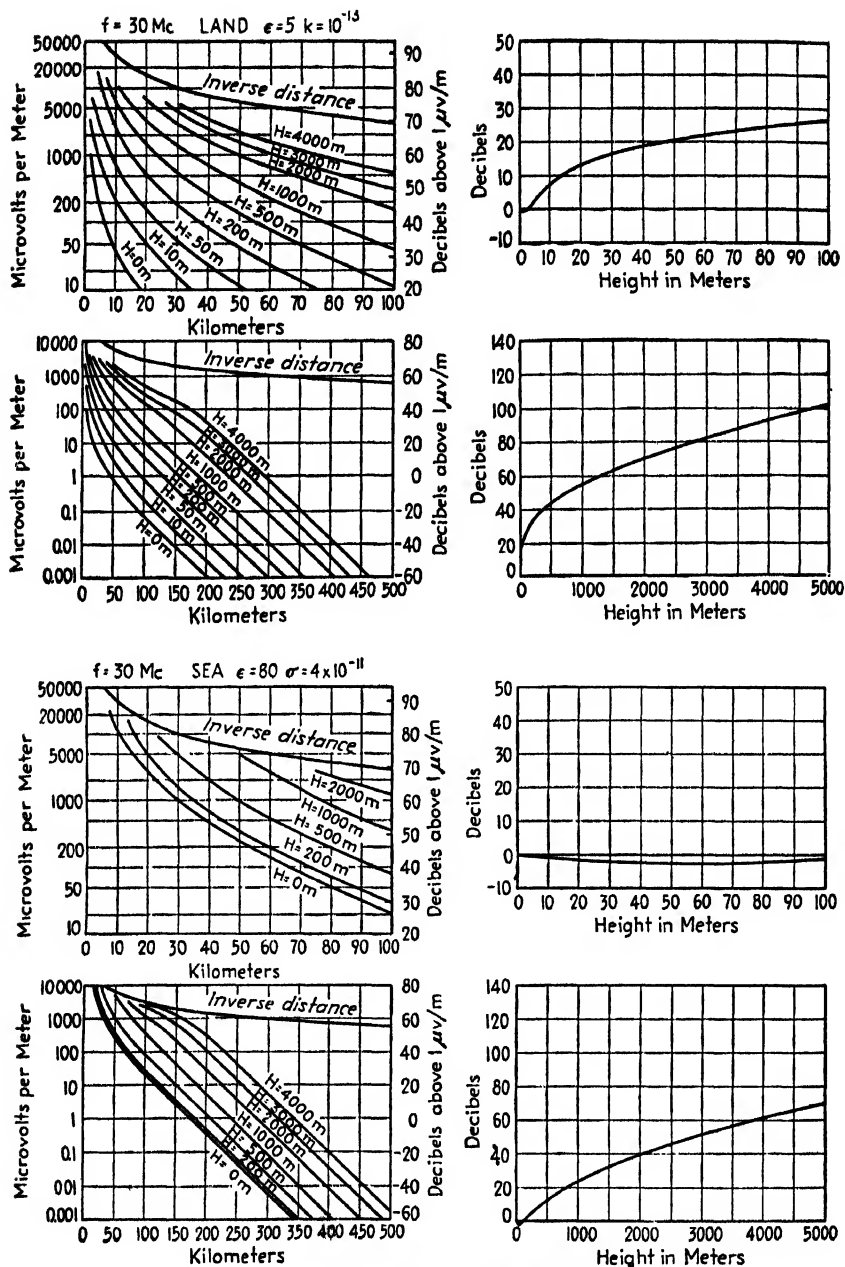 f = 30 Mc LAND ϵ=5 k=10⁻¹³
50000
20000
5000
1000
200
50
10
Microvolts per Meter
90
80
70
60
50
40
30
20
Decibels above 1 μv/m
Inverse distance
H=4000m
H=3000m
H=2000m
H=1000m
H=500m
H=200m
H=50m
H=10m
H=0m
0 10 20 30 40 50 60 70 80 90 100
Kilometers
50
40
30
20
10
0
-10
Decibels
0 10 20 30 40 50 60 70 80 90 100
Height in Meters
10000
1000
100
10
1
0.1
0.01
0.001
Microvolts per Meter
80
60
40
20
0
-20
-40
-60
Decibels above 1 μv/m
Inverse distance
H=4000m
H=3000m
H=2000m
H=1000m
H=500m
H=200m
H=50m
H=10m
H=0m
0 50 100 150 200 250 300 350 400 450 500
Kilometers
140
120
100
80
60
40
20
0
Decibels
0 1000 2000 3000 4000 5000
Height in Meters
f = 30 Mc SEA ϵ=80 σ=4x10⁻¹¹
50000
20000
5000
1000
200
50
10
Microvolts per Meter
90
80
70
60
50
40
30
20
Decibels above 1 μv/m
Inverse distance
H=2000m
H=1000m
H=500m
H=200m
H=0m
0 10 20 30 40 50 60 70 80 90 100
Kilometers
50
40
30
20
10
0
-10
Decibels
0 10 20 30 40 50 60 70 80 90 100
Height in Meters
10000
1000
100
10
1
0.1
0.01
0.001
Microvolts per Meter
80
60
40
20
0
-20
-40
-60
Decibels above 1 μv/m
Inverse distance
H=4000m
H=3000m
H=2000m
H=1000m
H=500m
H=200m
H=0m
0 50 100 150 200 250 300 350 400 450 500
Kilometers
140
120
100
80
60
40
20
0
Decibels
0 1000 2000 3000 4000 5000
Height in Meters